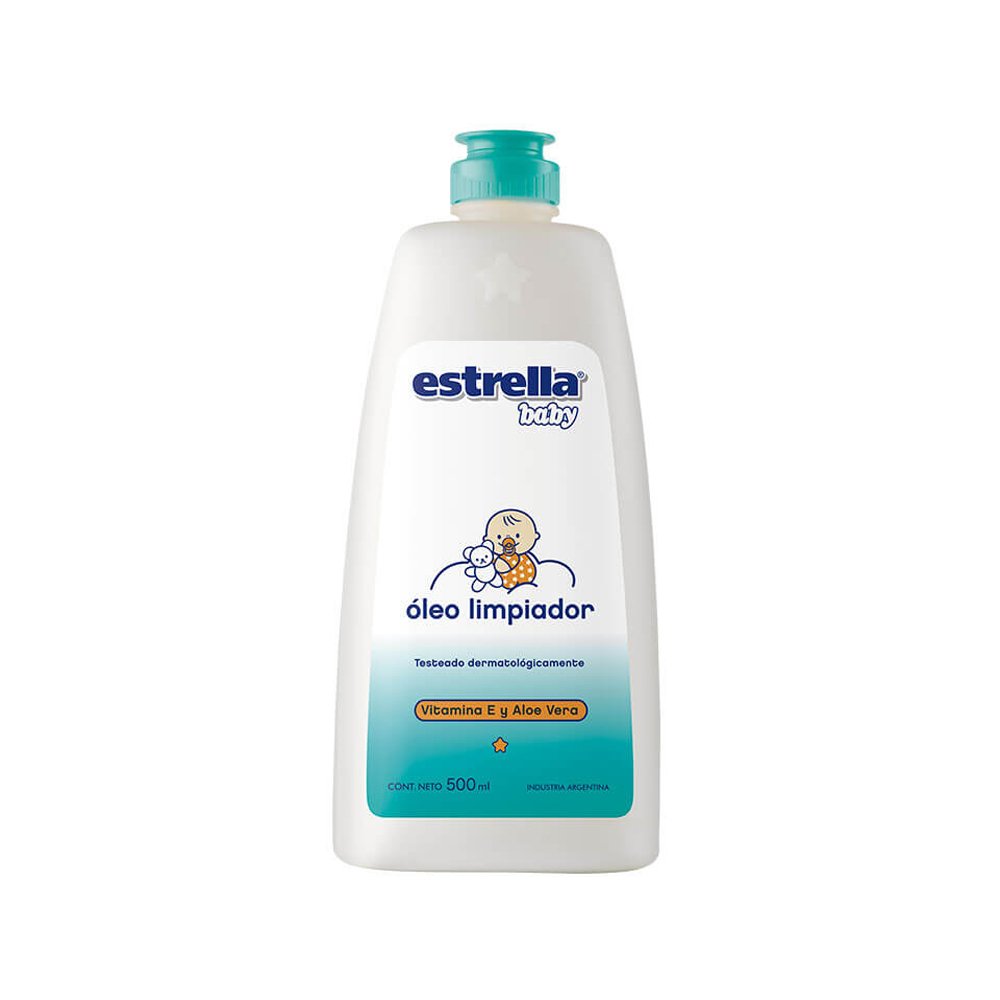 estrella®
baby
óleo limpiador
Testeado dermatológicamente
Vitamina E y Aloe Vera
CONT. NETO 500 ml
INDUSTRIA ARGENTINA